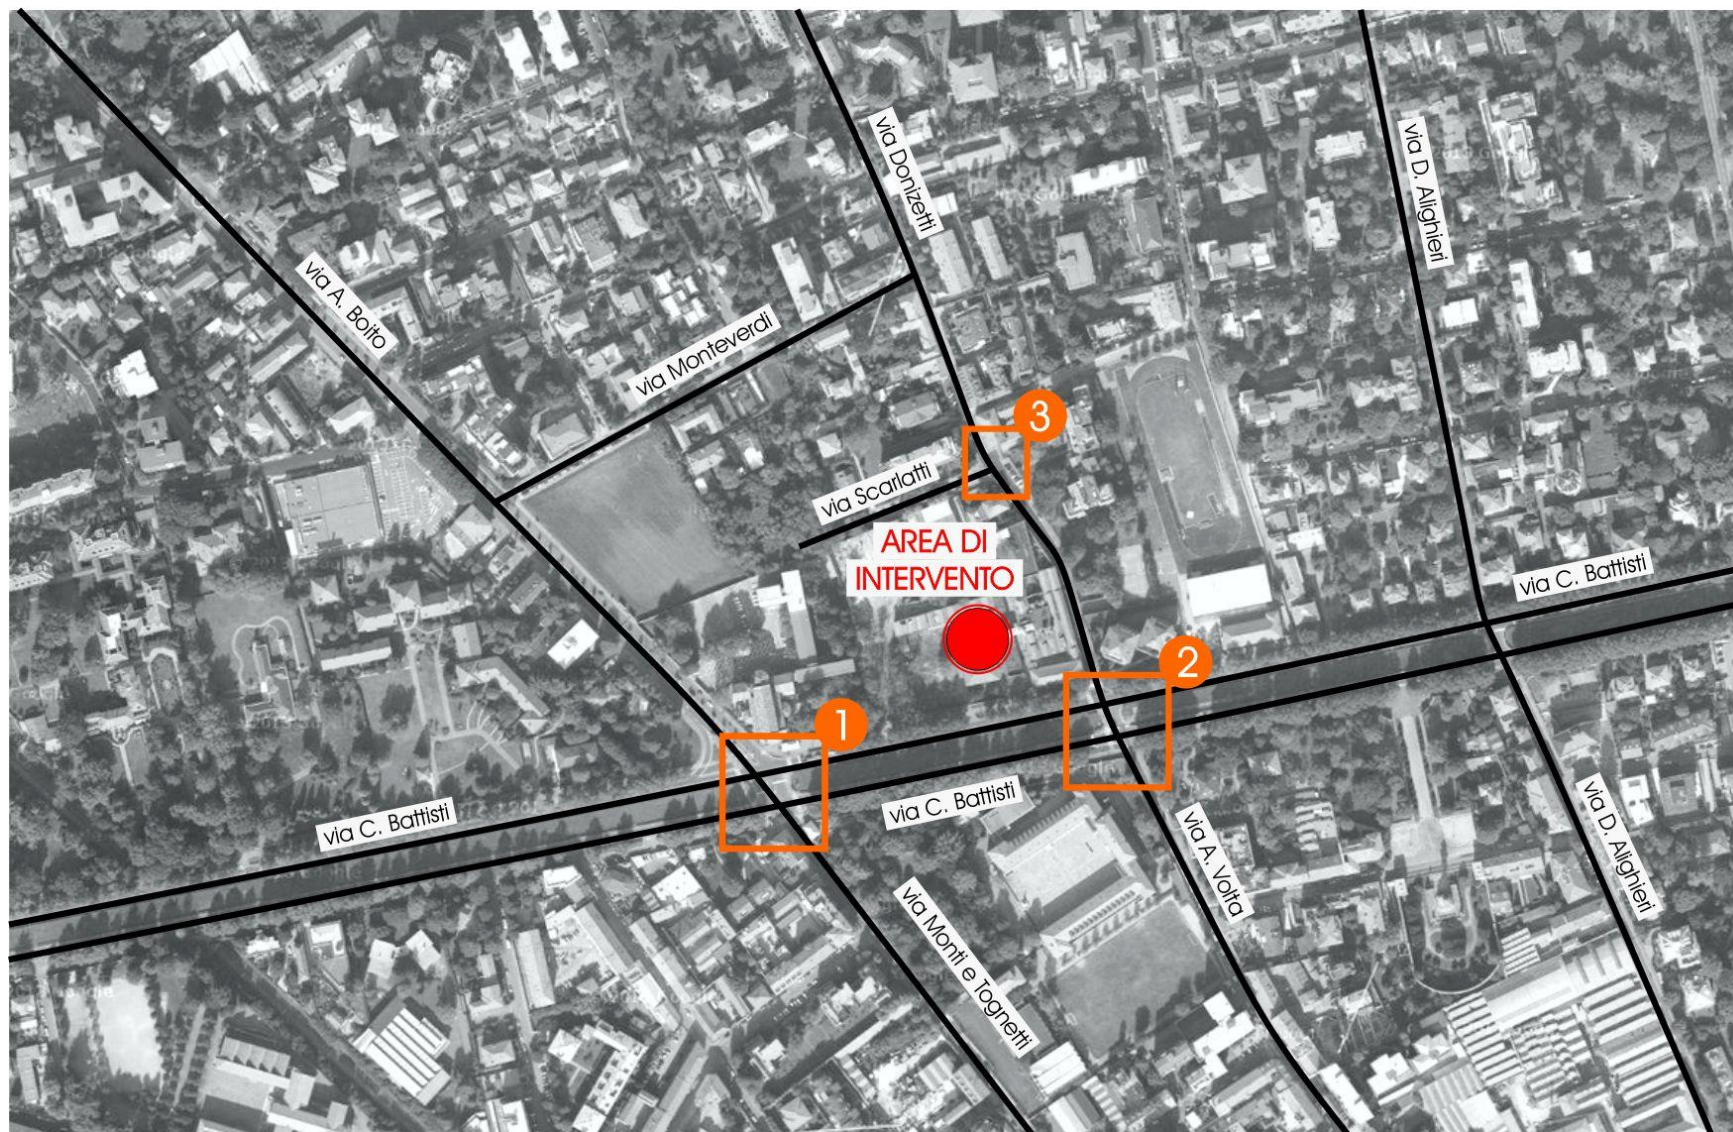 via Donizetti
via D. Alighieri
via A. Boito
via Monteverdi
3
via Scarlatti
AREA DI
INTERVENTO
via C. Battisti
2
1
via C. Battisti
via C. Battisti
via A. Volta
via D. Alighieri
via Monti e Tognetti